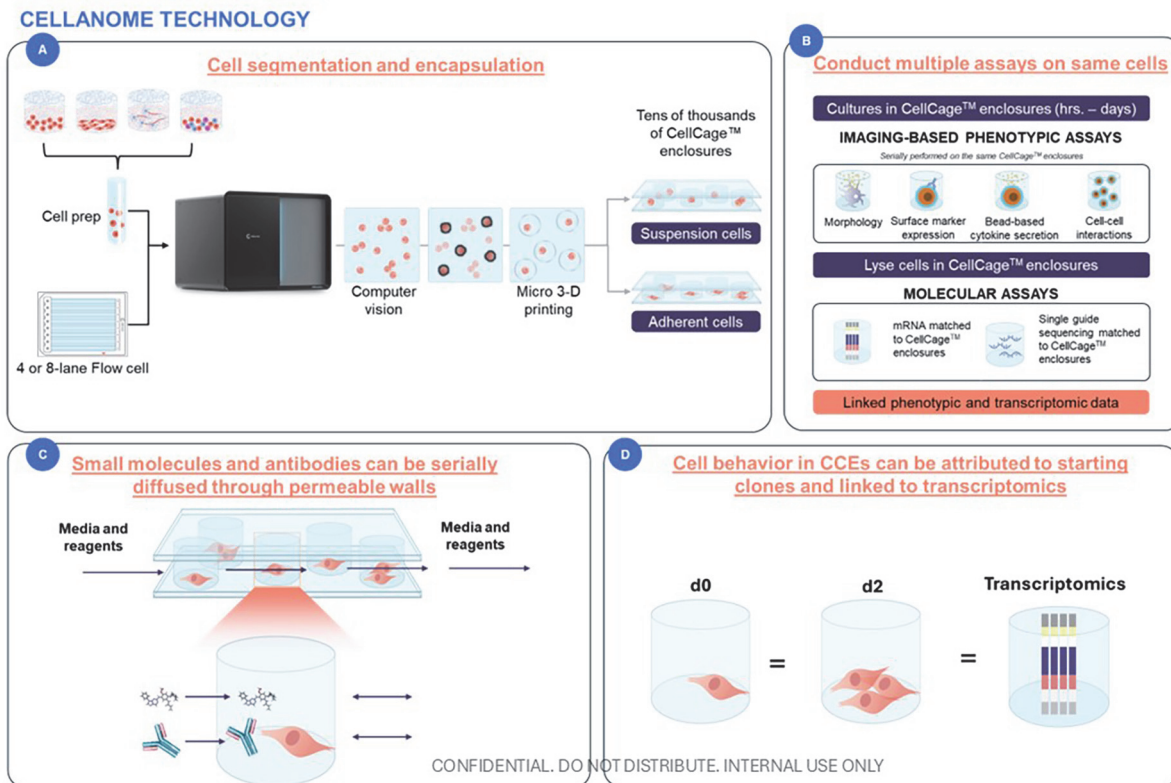 CELLANOME TECHNOLOGY
A
Cell segmentation and encapsulation
Cell prep
4 or 8-lane Flow cell
Computer
vision
Micro 3-D
printing
Tens of thousands
of CellCage™
enclosures
Suspension cells
Adherent cells
B
Conduct multiple assays on same cells
Cultures in CellCage™ enclosures (hrs. – days)
IMAGING-BASED PHENOTYPIC ASSAYS
Serially performed on the same CellCage™ enclosures
Morphology
Surface marker
expression
Bead-based
cytokine secretion
Cell-cell
interactions
Lyse cells in CellCage™ enclosures
MOLECULAR ASSAYS
mRNA matched
to CellCage™
enclosures
Single guide
sequencing matched
to CellCage™
enclosures
Linked phenotypic and transcriptomic data
C
Small molecules and antibodies can be serially
diffused through permeable walls
Media and
reagents
Media and
reagents
D
Cell behavior in CCEs can be attributed to starting
clones and linked to transcriptomics
d0
=
d2
=
Transcriptomics
CONFIDENTIAL. DO NOT DISTRIBUTE. INTERNAL USE ONLY